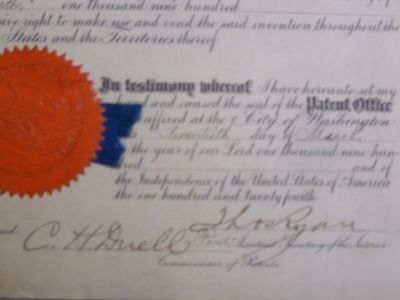 one thousand nine hundred
right to make, use and vend the said invention throughout the
States and the Territories thereof.
In testimony whereof I have hereunto set my
hand and caused the seal of the Patent Office
affixed at the City of Washington
Twentieth day of March,
the year of our Lord one thousand nine hun-
dred and of
the Independence of the United States of America
the one hundred and twenty fourth.
Thos Ryan
C. H. Duell
Assistant Secretary of the Interior.
Commissioner of Patents.